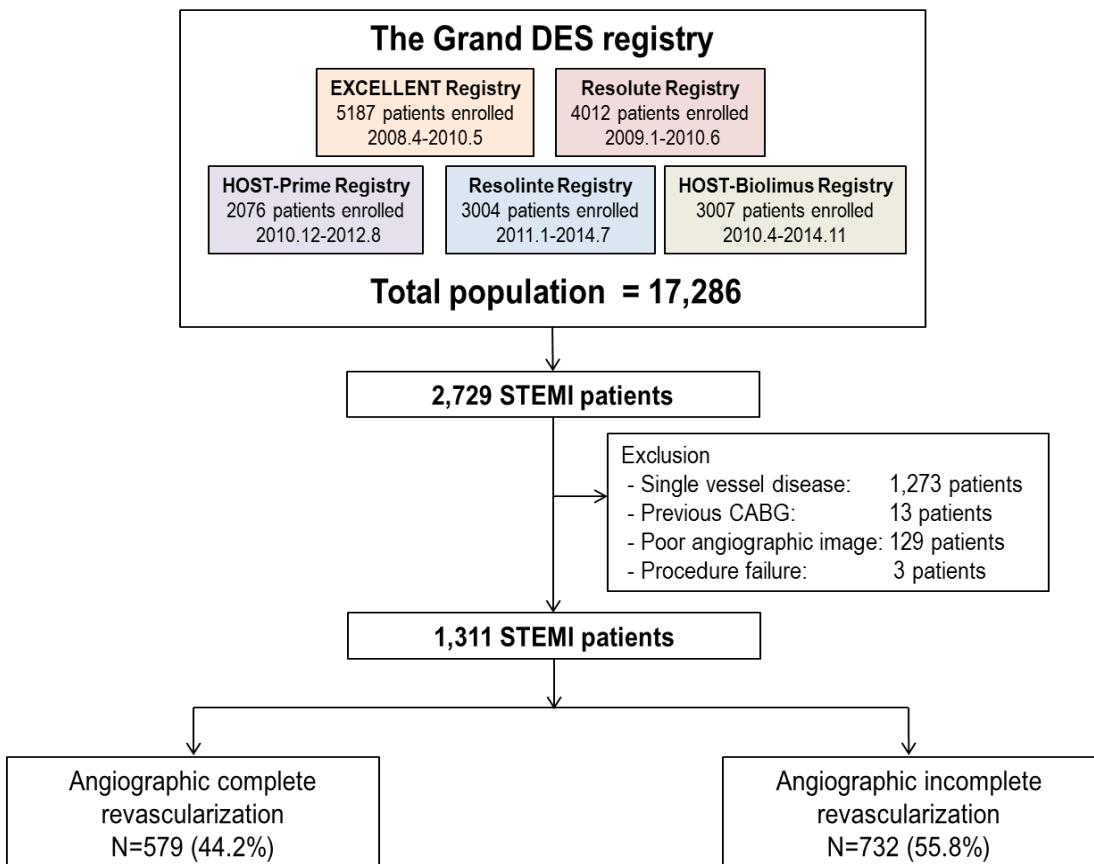 The Grand DES registry
EXCELLENT Registry
5187 patients enrolled
2008.4-2010.5
Resolute Registry
4012 patients enrolled
2009.1-2010.6
HOST-Prime Registry
2076 patients enrolled
2010.12-2012.8
Resolinte Registry
3004 patients enrolled
2011.1-2014.7
HOST-Biolimus Registry
3007 patients enrolled
2010.4-2014.11
Total population = 17,286
2,729 STEMI patients
Exclusion
- Single vessel disease: 1,273 patients
- Previous CABG: 13 patients
- Poor angiographic image: 129 patients
- Procedure failure: 3 patients
1,311 STEMI patients
Angiographic complete
revascularization
N=579 (44.2%)
Angiographic incomplete
revascularization
N=732 (55.8%)